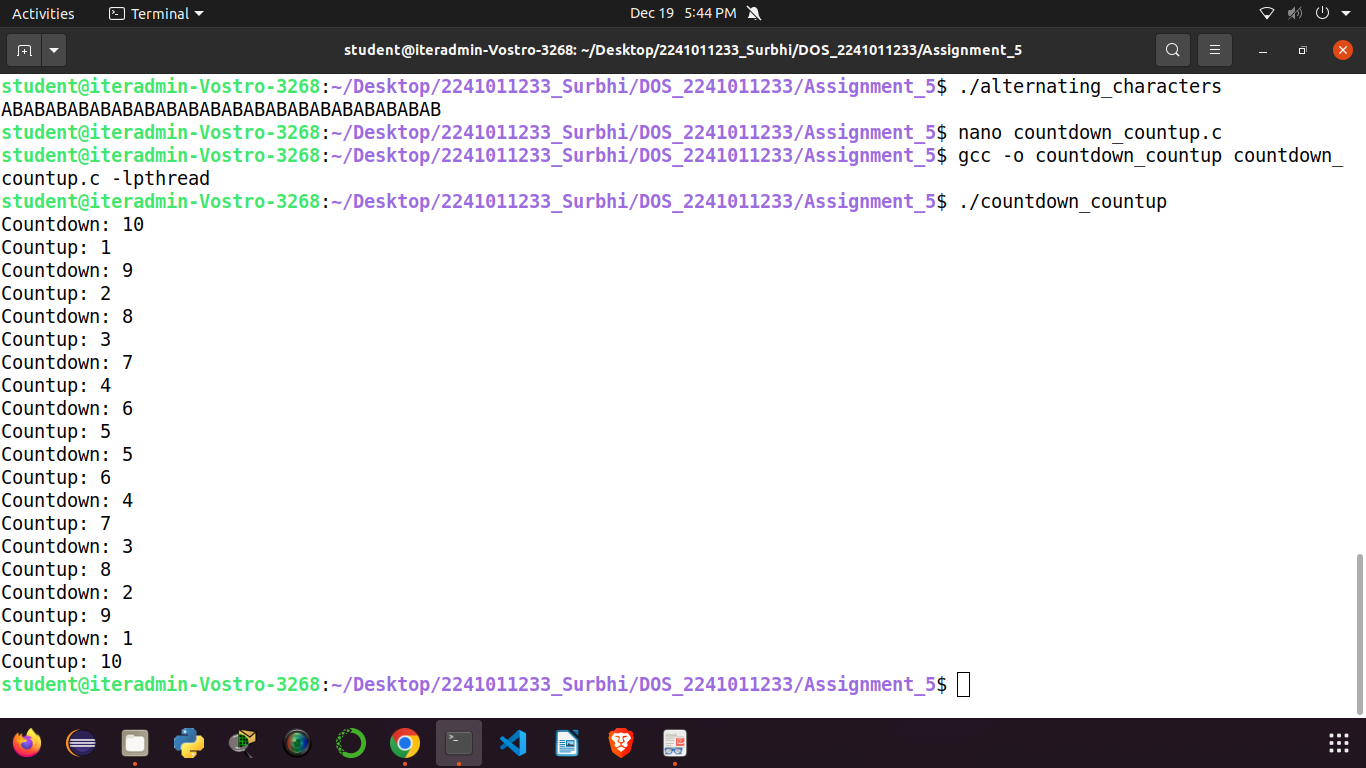 Activities Terminal Dec 19 5:44 PM
student@iteradmin-Vostro-3268: ~/Desktop/2241011233_Surbhi/DOS_2241011233/Assignment_5
student@iteradmin-Vostro-3268:~/Desktop/2241011233_Surbhi/DOS_2241011233/Assignment_5$ ./alternating_characters
ABABABABABABABABABABABABABABABABABABABAB
student@iteradmin-Vostro-3268:~/Desktop/2241011233_Surbhi/DOS_2241011233/Assignment_5$ nano countdown_countup.c
student@iteradmin-Vostro-3268:~/Desktop/2241011233_Surbhi/DOS_2241011233/Assignment_5$ gcc -o countdown_countup countdown_
countup.c -lpthread
student@iteradmin-Vostro-3268:~/Desktop/2241011233_Surbhi/DOS_2241011233/Assignment_5$ ./countdown_countup
Countdown: 10
Countup: 1
Countdown: 9
Countup: 2
Countdown: 8
Countup: 3
Countdown: 7
Countup: 4
Countdown: 6
Countup: 5
Countdown: 5
Countup: 6
Countdown: 4
Countup: 7
Countdown: 3
Countup: 8
Countdown: 2
Countup: 9
Countdown: 1
Countup: 10
student@iteradmin-Vostro-3268:~/Desktop/2241011233_Surbhi/DOS_2241011233/Assignment_5$